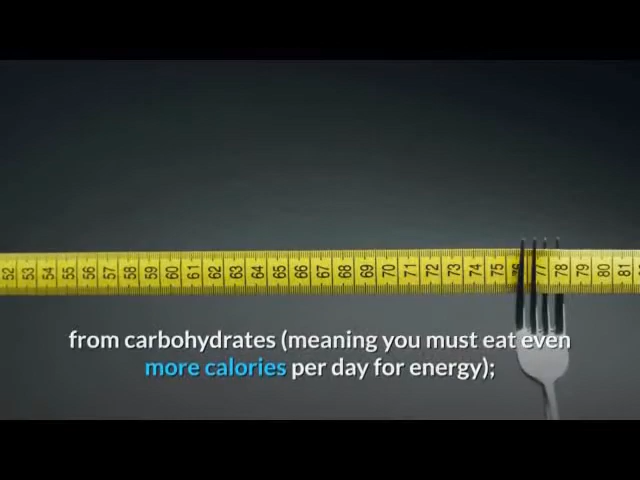 52 53 54 55 56 57 58 59 60 61 62 63 64 65 66 67 68 69 70 71 72 73 74 75 76 77 78 79 80 81
from carbohydrates (meaning you must eat even
more calories per day for energy);